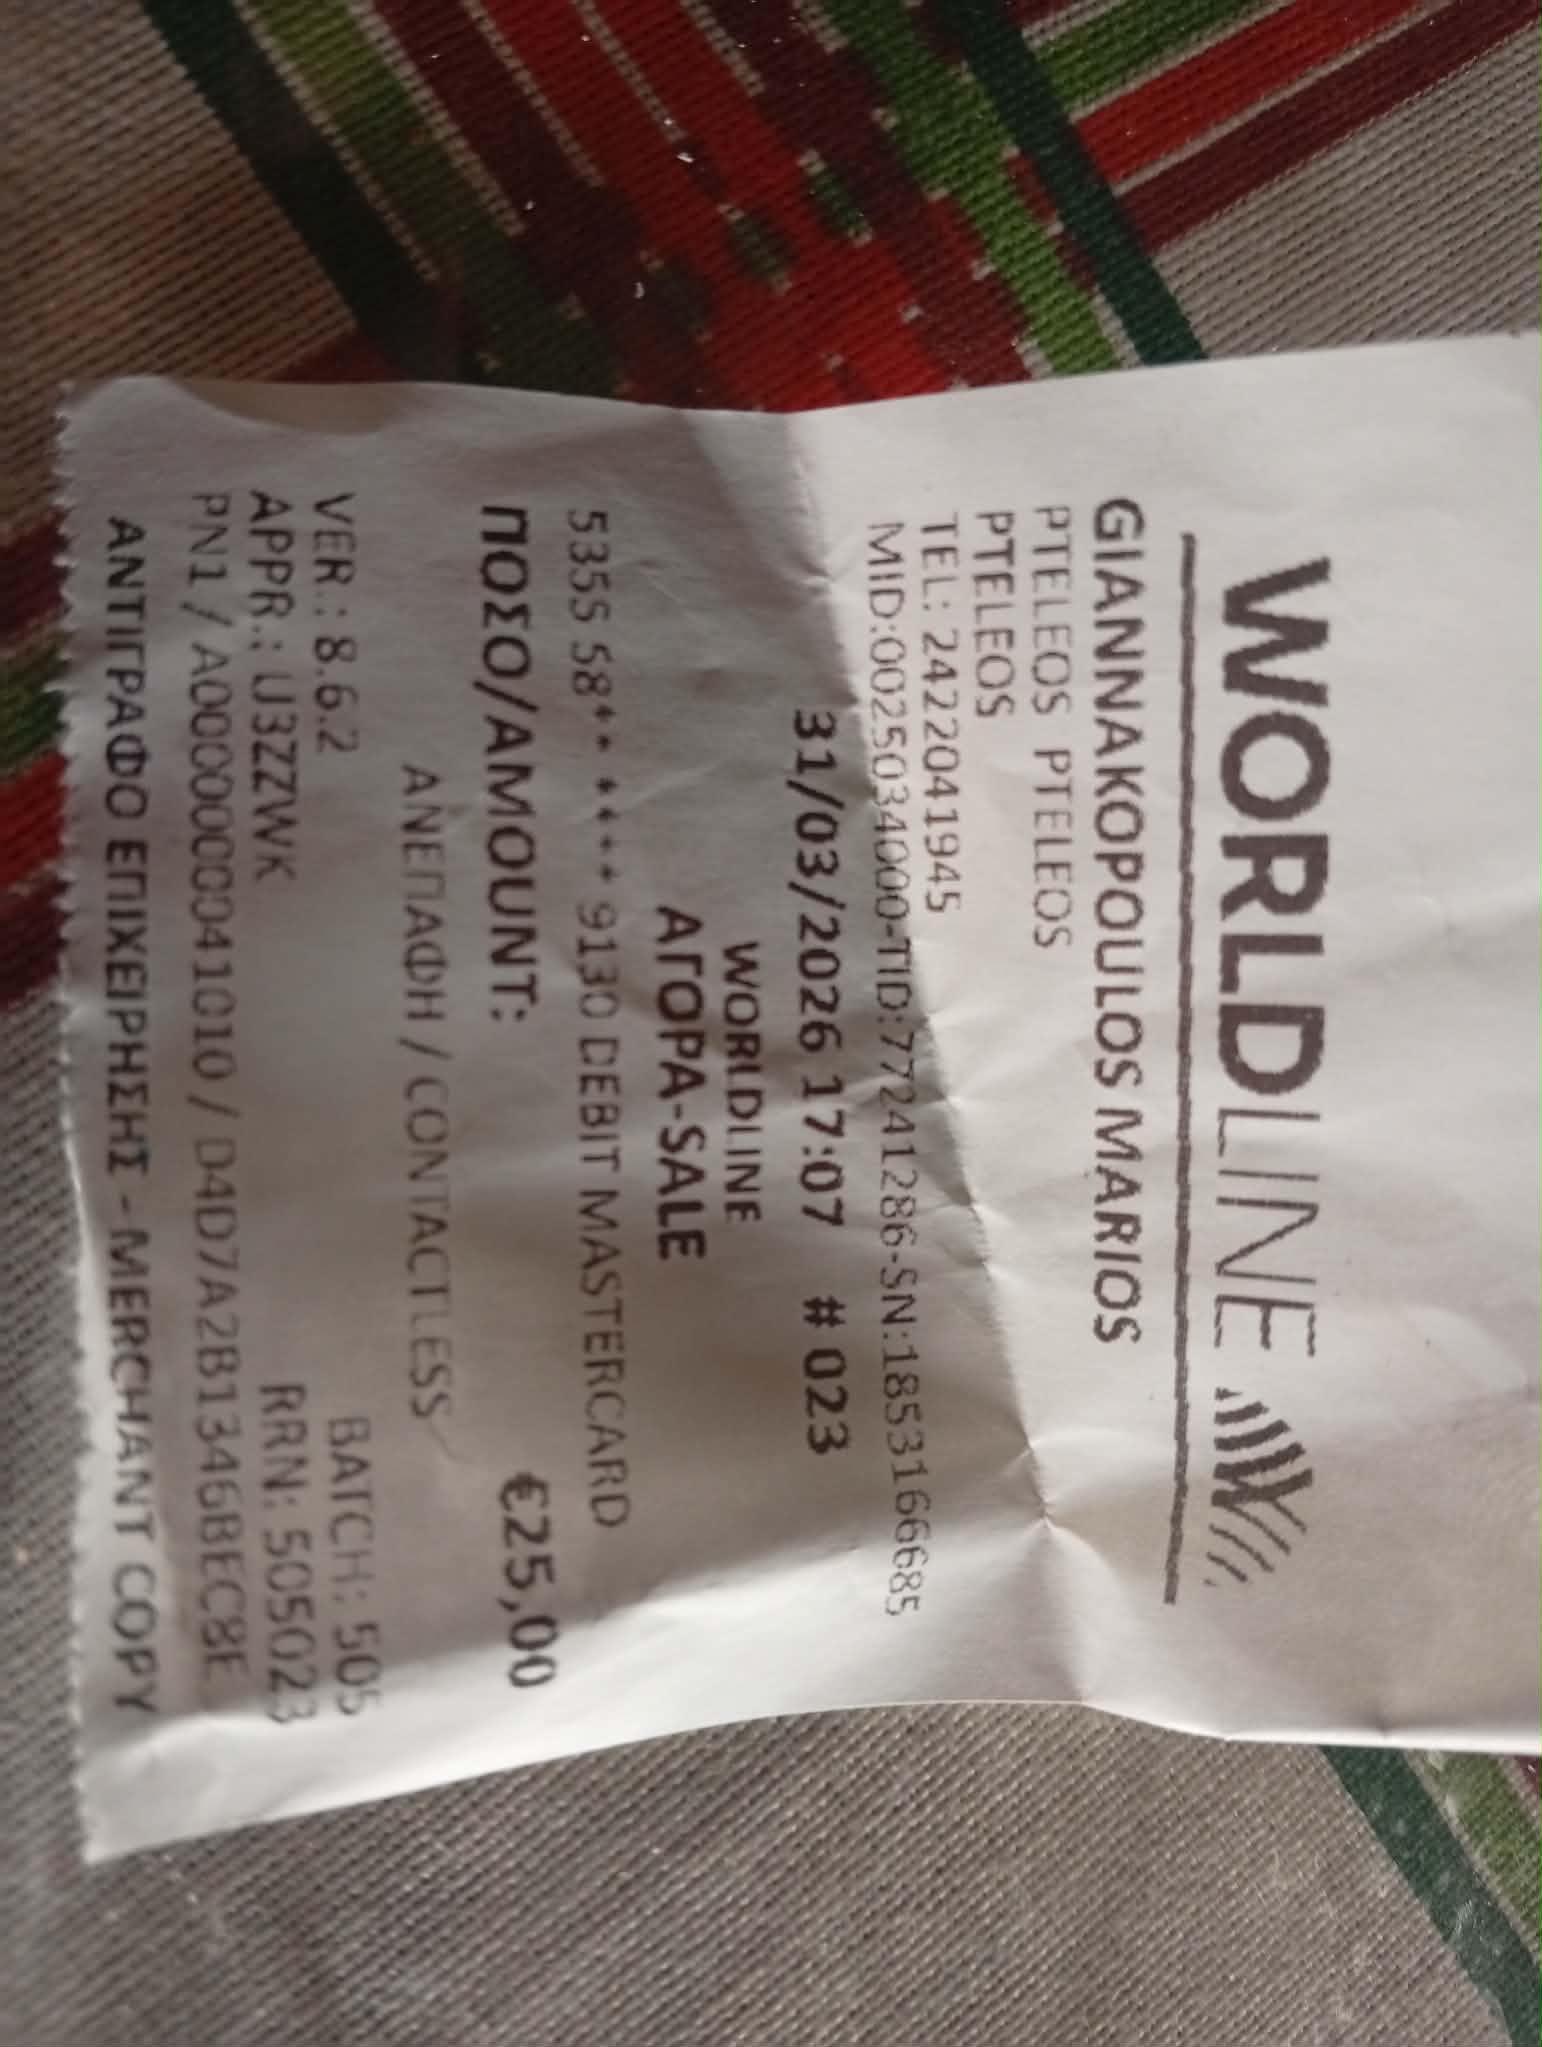 WORLDLINE
GIANNAKOPOULOS MARIOS
PTELEOS PTELEOS
PTELEOS
TEL: 2422041945
MID:00250340000-TID:77241286-SN:1853166685
31/03/2026 17:07 # 023
WORLDLINE
ΑΓΟΡΑ-SALE
5355 58** **** 9130 DEBIT MASTERCARD
ΠΟΣΟ/AMOUNT: €25,00
ΑΝΕΠΑΦΗ / CONTACTLESS
VER.: 8.6.2 BATCH: 505
APPR.: U3ZZWK RRN: 505023
PN1 / A0000000041010 / D4D7A2B1346BEC8E
ΑΝΤΙΓΡΑΦΟ ΕΠΙΧΕΙΡΗΣΗΣ - MERCHANT COPY